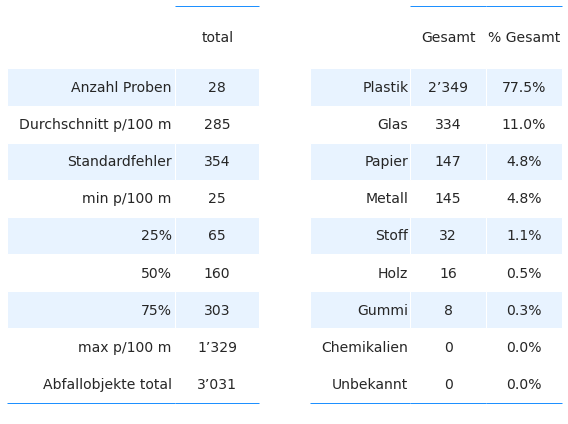 total
Anzahl Proben 28
Durchschnitt p/100 m 285
Standardfehler 354
min p/100 m 25
25% 65
50% 160
75% 303
max p/100 m 1’329
Abfallobjekte total 3’031
Gesamt % Gesamt
Plastik 2’349 77.5%
Glas 334 11.0%
Papier 147 4.8%
Metall 145 4.8%
Stoff 32 1.1%
Holz 16 0.5%
Gummi 8 0.3%
Chemikalien 0 0.0%
Unbekannt 0 0.0%